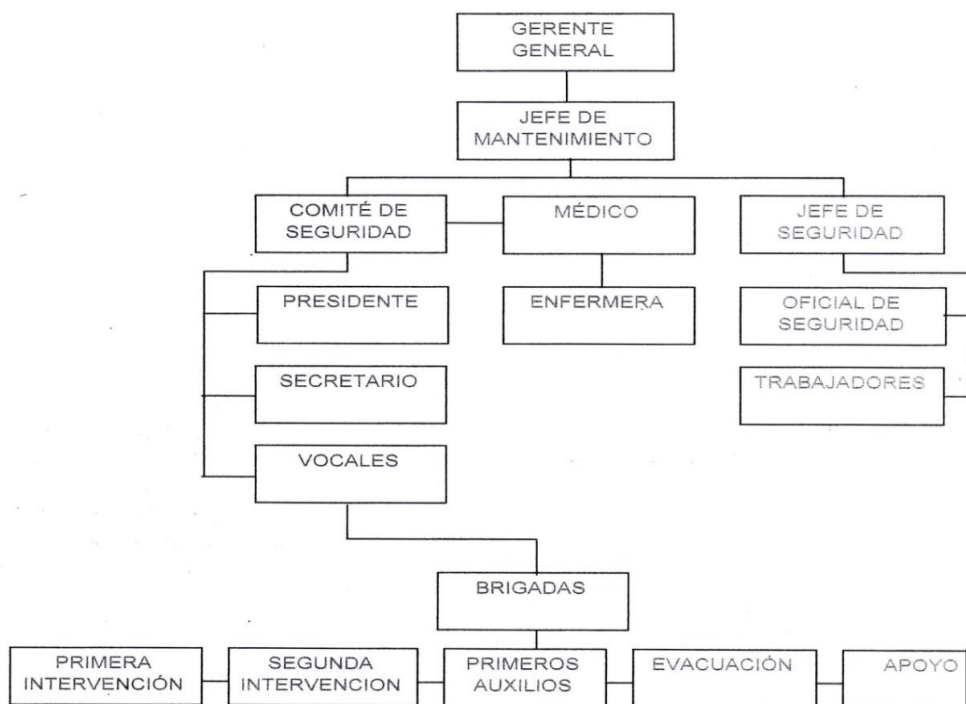 GERENTE
GENERAL
JEFE DE
MANTENIMIENTO
COMITÉ DE
SEGURIDAD
MÉDICO
JEFE DE
SEGURIDAD
PRESIDENTE
ENFERMERA
OFICIAL DE
SEGURIDAD
SECRETARIO
TRABAJADORES
VOCALES
BRIGADAS
PRIMERA
INTERVENCIÓN
SEGUNDA
INTERVENCION
PRIMEROS
AUXILIOS
EVACUACIÓN
APOYO